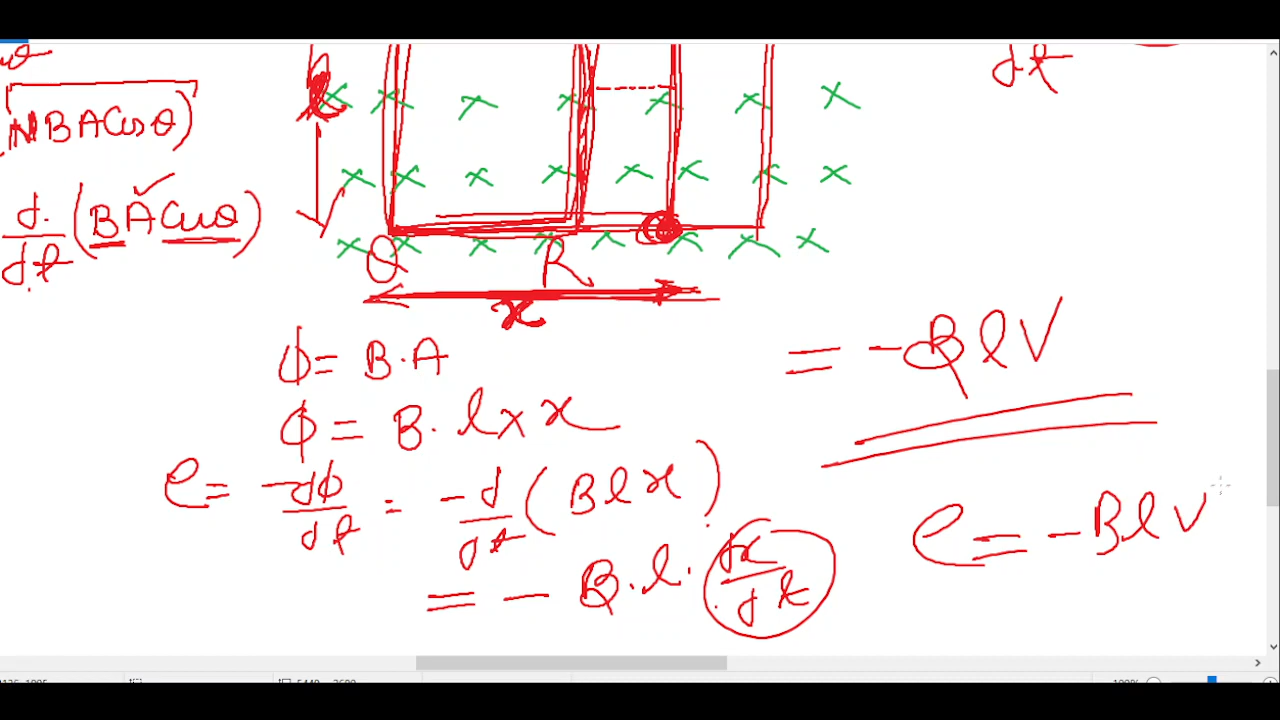 NBACosθ)
d/dt (BACosθ)
l
Q R
x
ϕ = B.A
ϕ = B.l×x
e = -dϕ/dt = -d/dt (Blx)
= - B.l. dx/dt
dt
= -BlV
e = -BlV